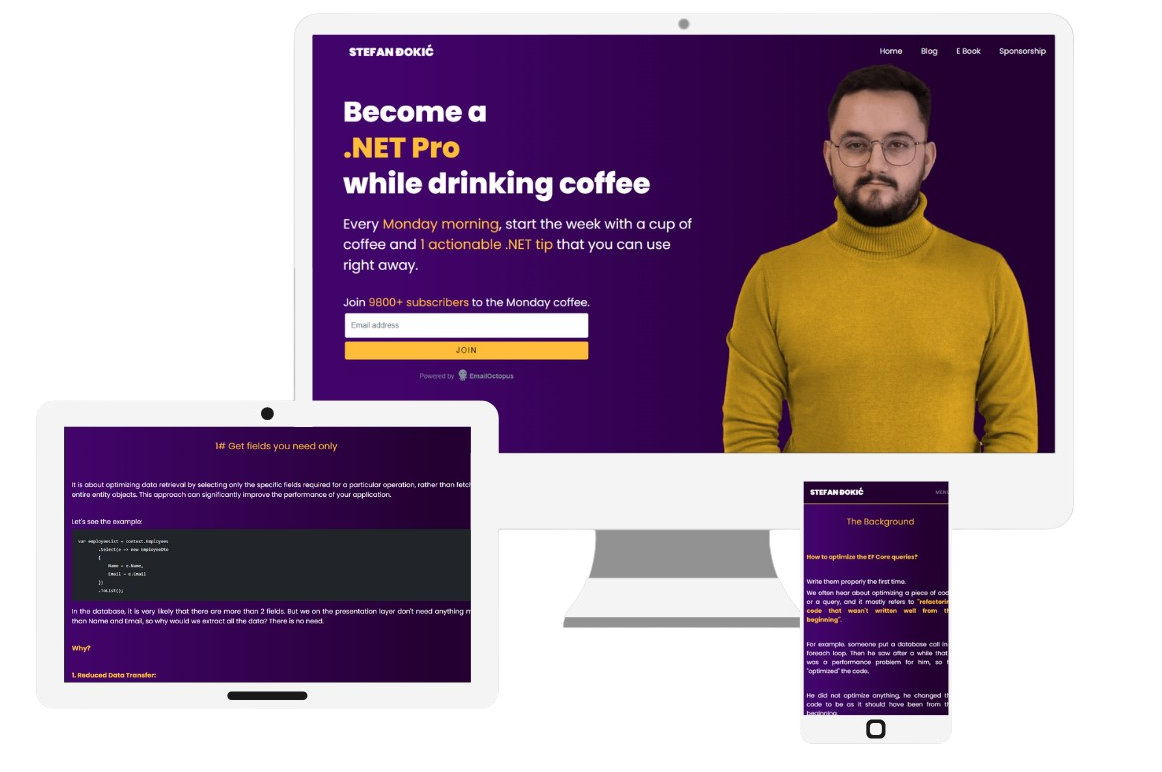 STEFAN ĐOKIĆ
Home Blog E Book Sponsorship
Become a
.NET Pro
while drinking coffee
Every Monday morning, start the week with a cup of
coffee and 1 actionable .NET tip that you can use
right away.
Join 9800+ subscribers to the Monday coffee.
Email address
JOIN
Powered by EmailOctopus
1# Get fields you need only
It is about optimizing data retrieval by selecting only the specific fields required for a particular operation, rather than fetch
entire entity objects. This approach can significantly improve the performance of your application.
Let's see the example:
var employeeList = context.Employees
.Select(e => new EmployeeDto
{
Name = e.Name,
Email = e.Email
})
.ToList();
In the database, it is very likely that there are more than 2 fields. But we on the presentation layer don't need anything m
than Name and Email, so why would we extract all the data? There is no need.
Why?
1. Reduced Data Transfer:
STEFAN ĐOKIĆ
MEN
The Background
How to optimize the EF Core queries?
Write them properly the first time.
We often hear about optimizing a piece of cod
or a query, and it mostly refers to "refactorin
code that wasn't written well from th
beginning".
For example, someone put a database call in
foreach loop. Then he saw after a while that
was a performance problem for him, so h
"optimized" the code.
He did not optimize anything, he changed th
code to be as it should have been from th
beginning.